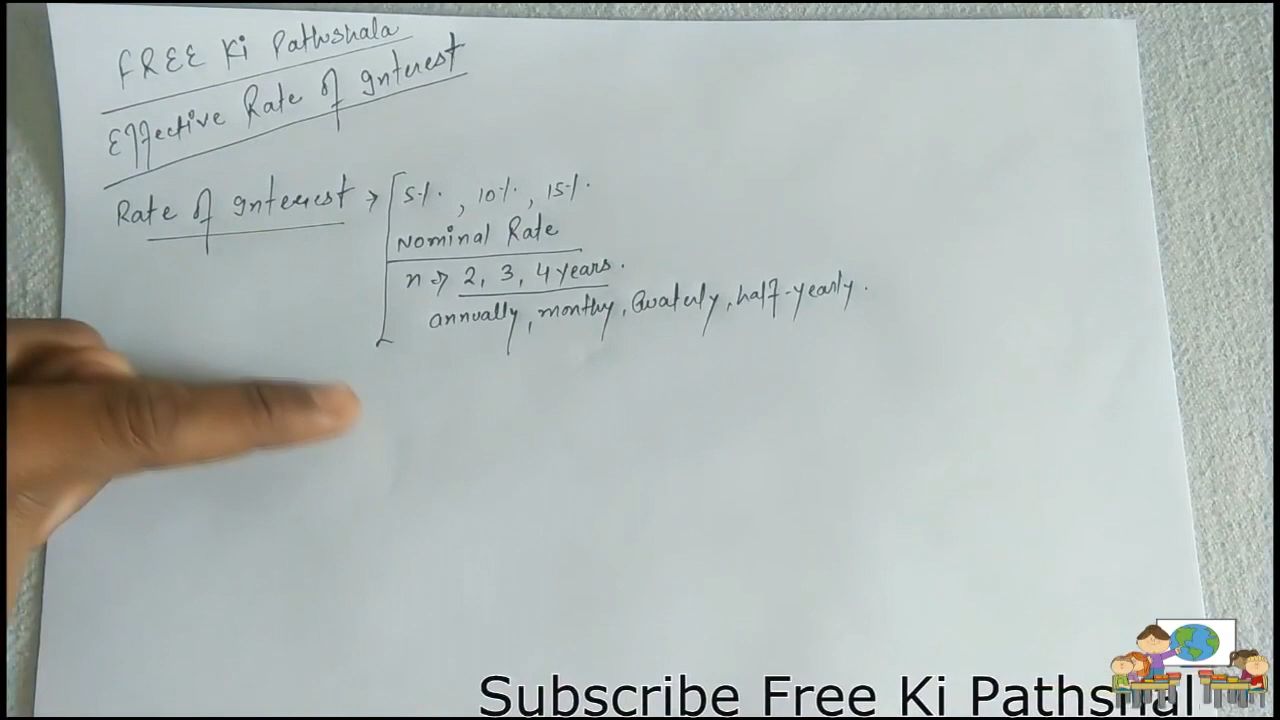 FREE Ki Pathshala
Effective Rate of Interest
Rate of Interest → 5%, 10%, 15%.
Nominal Rate
n → 2, 3, 4 years.
annually, monthy, Quaterly, half-yearly.
Subscribe Free Ki Pathshal